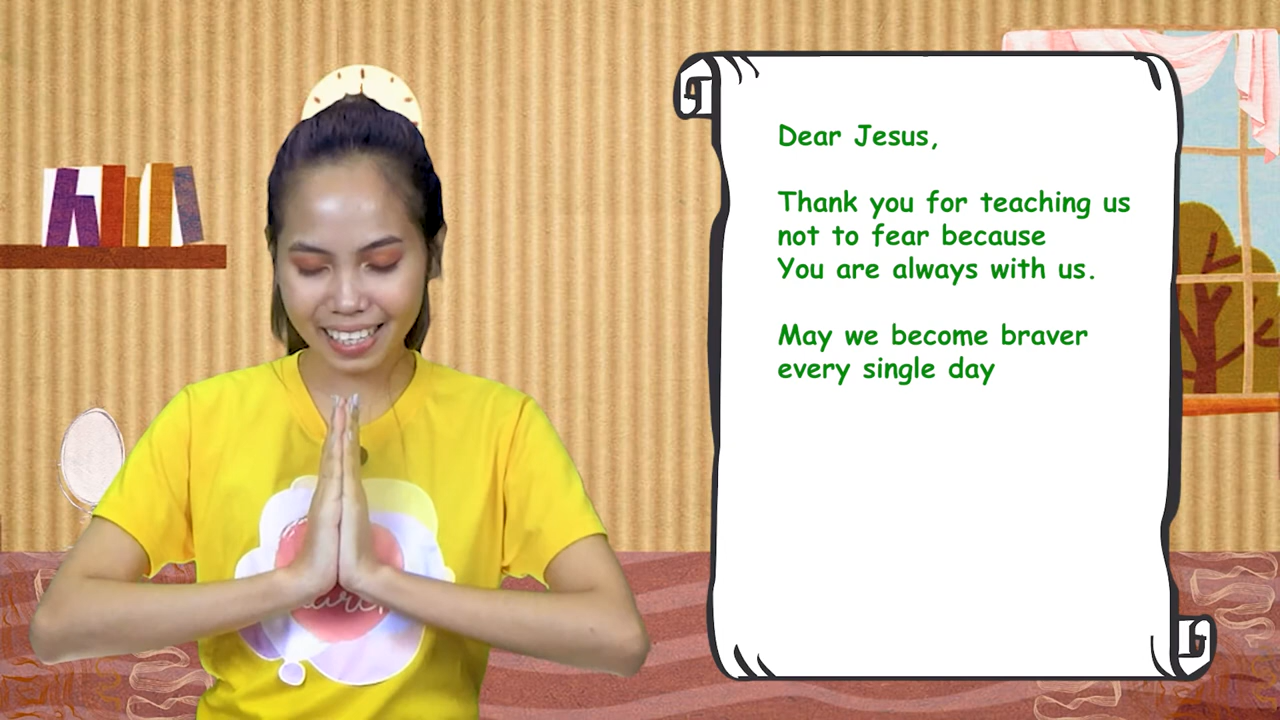 Dear Jesus,
Thank you for teaching us
not to fear because
You are always with us.
May we become braver
every single day